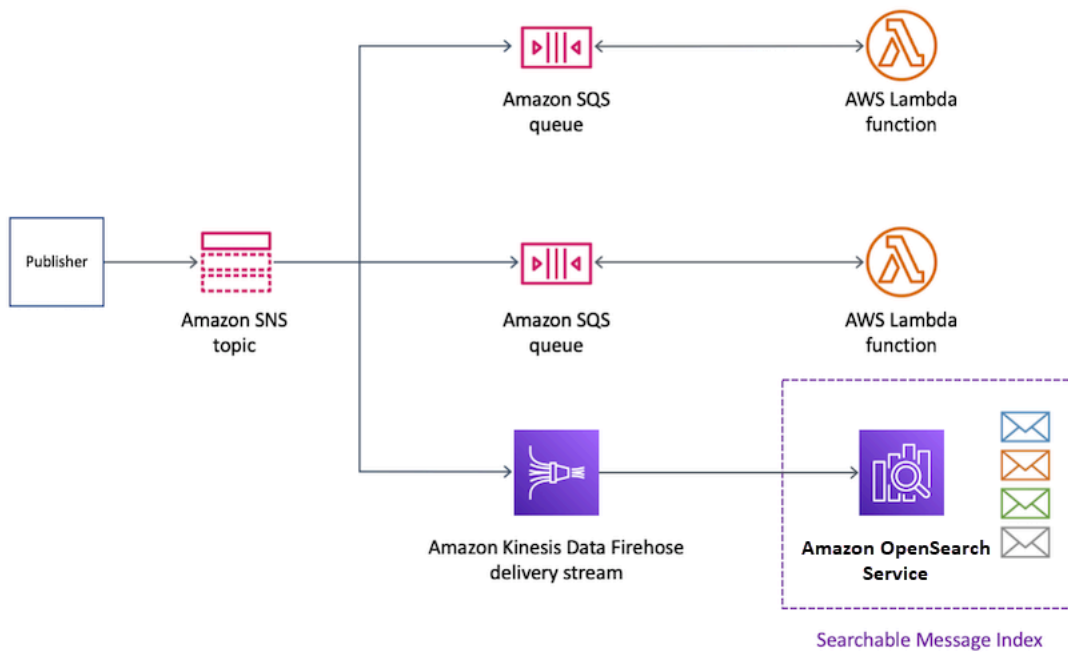 Amazon SQS
queue
AWS Lambda
function
Publisher
Amazon SNS
topic
Amazon SQS
queue
AWS Lambda
function
Amazon Kinesis Data Firehose
delivery stream
Amazon OpenSearch
Service
Searchable Message Index